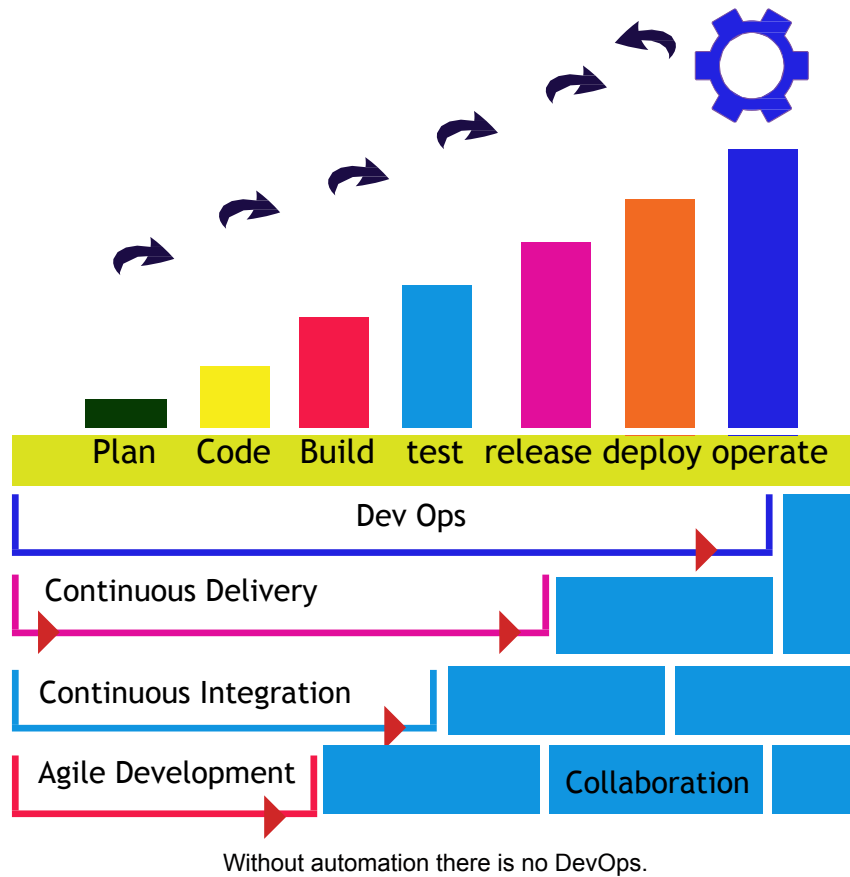 Plan Code Build test release deploy operate
Dev Ops
Continuous Delivery
Continuous Integration
Agile Development
Collaboration
Without automation there is no DevOps.